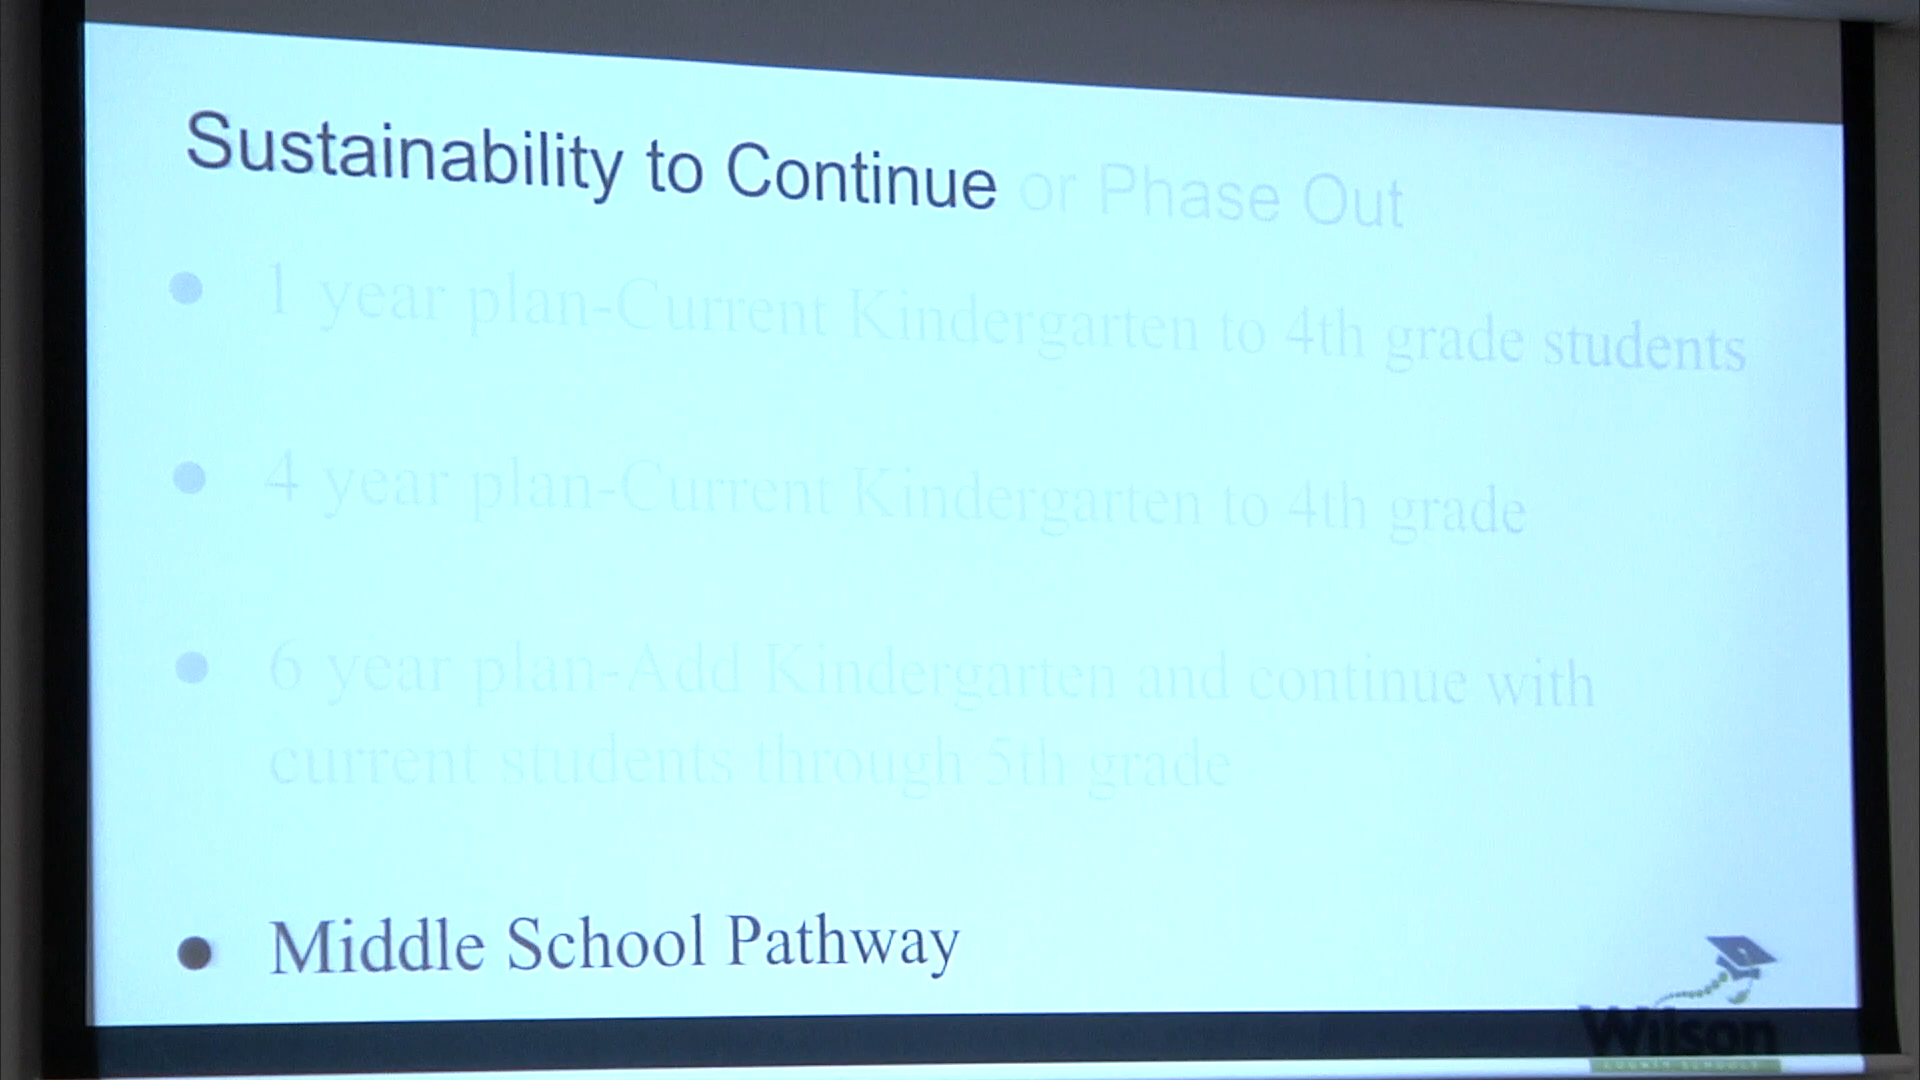 Sustainability to Continue or Phase Out
● 1 year plan-Current Kindergarten to 4th grade students
● 4 year plan-Current Kindergarten to 4th grade
● 6 year plan-Add Kindergarten and continue with
current students through 5th grade
● Middle School Pathway
Wilson
COUNTY SCHOOLS